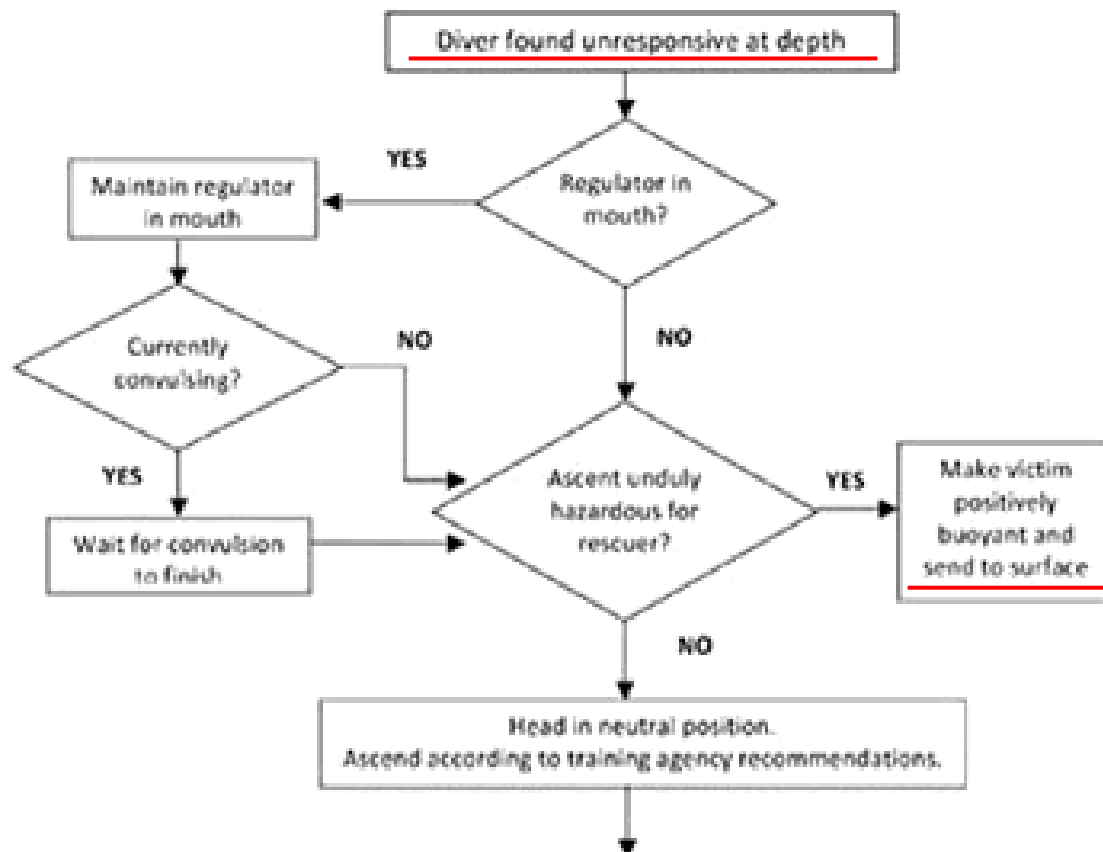 Diver found unresponsive at depth
YES
Regulator in
mouth?
Maintain regulator
in mouth
NO
Currently
convulsing?
NO
YES
Wait for convulsion
to finish
Ascent unduly
hazardous for
rescuer?
YES
Make victim
positively
buoyant and
send to surface
NO
Head in neutral position.
Ascend according to training agency recommendations.